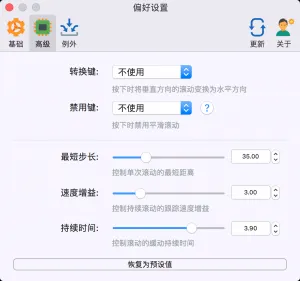 偏好设置
基础 高级 例外 更新 关于
转换键: 不使用
按下时将垂直方向的滚动变换为水平方向
禁用键: 不使用 ?
按下时禁用平滑滚动
最短步长: 35.00
控制单次滚动的最短距离
速度增益: 3.00
控制持续滚动的跟踪速度增益
持续时间: 3.90
控制滚动的缓动持续时间
恢复为预设值